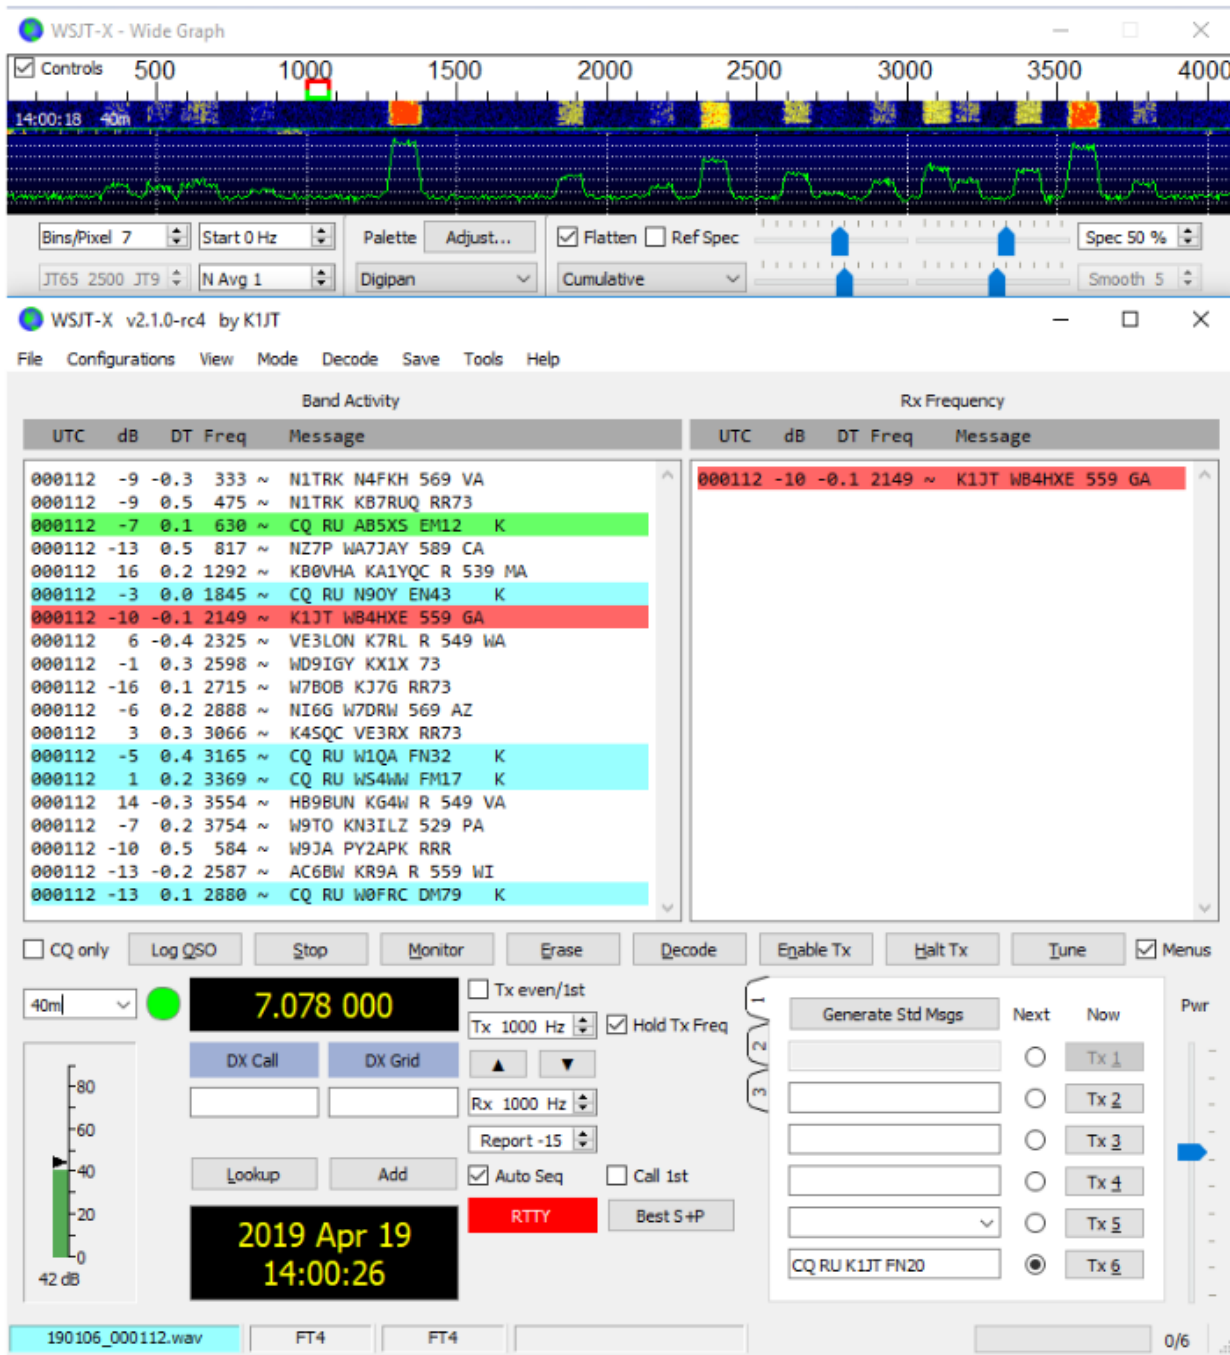 WSJT-X - Wide Graph
Controls 500 1000 1500 2000 2500 3000 3500 4000
14:00:18 40m
Bins/Pixel 7 Start 0 Hz Palette Adjust... Flatten Ref Spec Spec 50 %
JT65 2500 JT9 N Avg 1 Digipan Cumulative Smooth 5
WSJT-X v2.1.0-rc4 by K1JT
File Configurations View Mode Decode Save Tools Help
Band Activity Rx Frequency
UTC dB DT Freq Message UTC dB DT Freq Message
000112 -9 -0.3 333 ~ N1TRK N4FKH 569 VA 000112 -10 -0.1 2149 ~ K1JT WB4HXE 559 GA
000112 -9 0.5 475 ~ N1TRK KB7RUQ RR73
000112 -7 0.1 630 ~ CQ RU AB5XS EM12 K
000112 -13 0.5 817 ~ NZ7P WA7JAY 589 CA
000112 16 0.2 1292 ~ KB0VHA KA1YQC R 539 MA
000112 -3 0.0 1845 ~ CQ RU N9OY EN43 K
000112 -10 -0.1 2149 ~ K1JT WB4HXE 559 GA
000112 6 -0.4 2325 ~ VE3LON K7RL R 549 WA
000112 -1 0.3 2598 ~ WD9IGY KX1X 73
000112 -16 0.1 2715 ~ W7BOB KJ7G RR73
000112 -6 0.2 2888 ~ NI6G W7DRW 569 AZ
000112 3 0.3 3066 ~ K4SQC VE3RX RR73
000112 -5 0.4 3165 ~ CQ RU W1QA FN32 K
000112 1 0.2 3369 ~ CQ RU WS4WW FM17 K
000112 14 -0.3 3554 ~ HB9BUN KG4W R 549 VA
000112 -7 0.2 3754 ~ W9TO KN3ILZ 529 PA
000112 -10 0.5 584 ~ W9JA PY2APK RRR
000112 -13 -0.2 2587 ~ AC6BW KR9A R 559 WI
000112 -13 0.1 2880 ~ CQ RU W0FRC DM79 K
CQ only Log QSO Stop Monitor Erase Decode Enable Tx Halt Tx Tune Menus
40m 7.078 000 Tx even/1st
Tx 1000 Hz Hold Tx Freq
DX Call DX Grid
Rx 1000 Hz
Report -15
Lookup Add Auto Seq Call 1st
RTTY Best S+P
2019 Apr 19
14:00:26
80
60
40
20
0
42 dB
1
2
3
Generate Std Msgs Next Now Pwr
Tx 1
Tx 2
Tx 3
Tx 4
Tx 5
CQ RU K1JT FN20 Tx 6
190106_000112.wav FT4 FT4 0/6